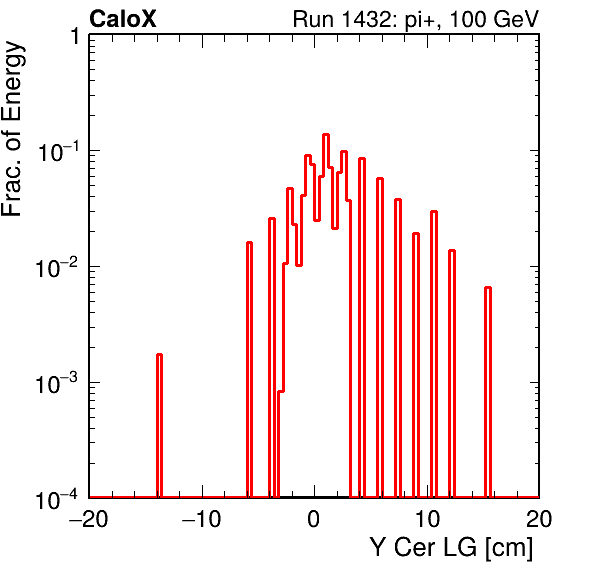 CaloX Run 1432: pi+, 100 GeV
Frac. of Energy
1
10⁻¹
10⁻²
10⁻³
10⁻⁴
−20 −10 0 10 20
Y Cer LG [cm]